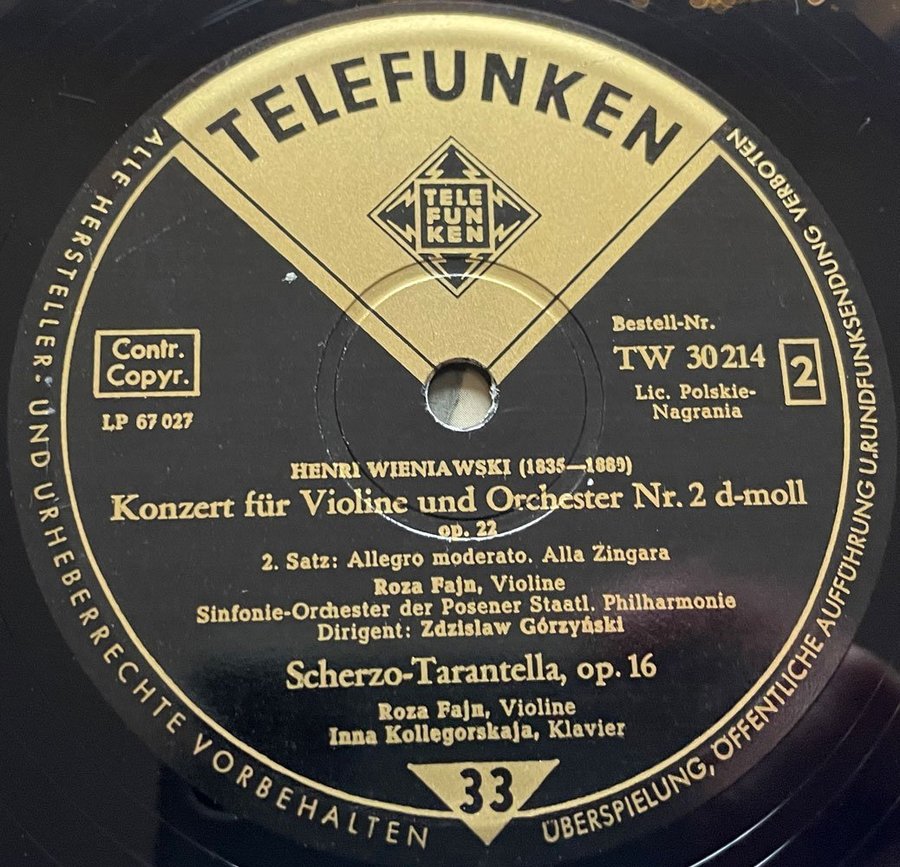 TELEFUNKEN
TELE
FUN
KEN
Bestell-Nr.
TW 30214
2
Lic. Polskie-
Nagrania
Contr.
Copyr.
LP 67 027
HENRI WIENIAWSKI (1835—1880)
Konzert für Violine und Orchester Nr. 2 d-moll
op. 22
2. Satz: Allegro moderato. Alla Zingara
Roza Fajn, Violine
Sinfonie-Orchester der Posener Staatl. Philharmonie
Dirigent: Zdzislaw Górzyński
Scherzo-Tarantella, op. 16
Roza Fajn, Violine
Inna Kollegorskaja, Klavier
33
ALLE HERSTELLER- UND URHEBERRECHTE VORBEHALTEN
ÜBERSPIELUNG, ÖFFENTLICHE AUFFÜHRUNG U. RUNDFUNKSENDUNG VERBOTEN